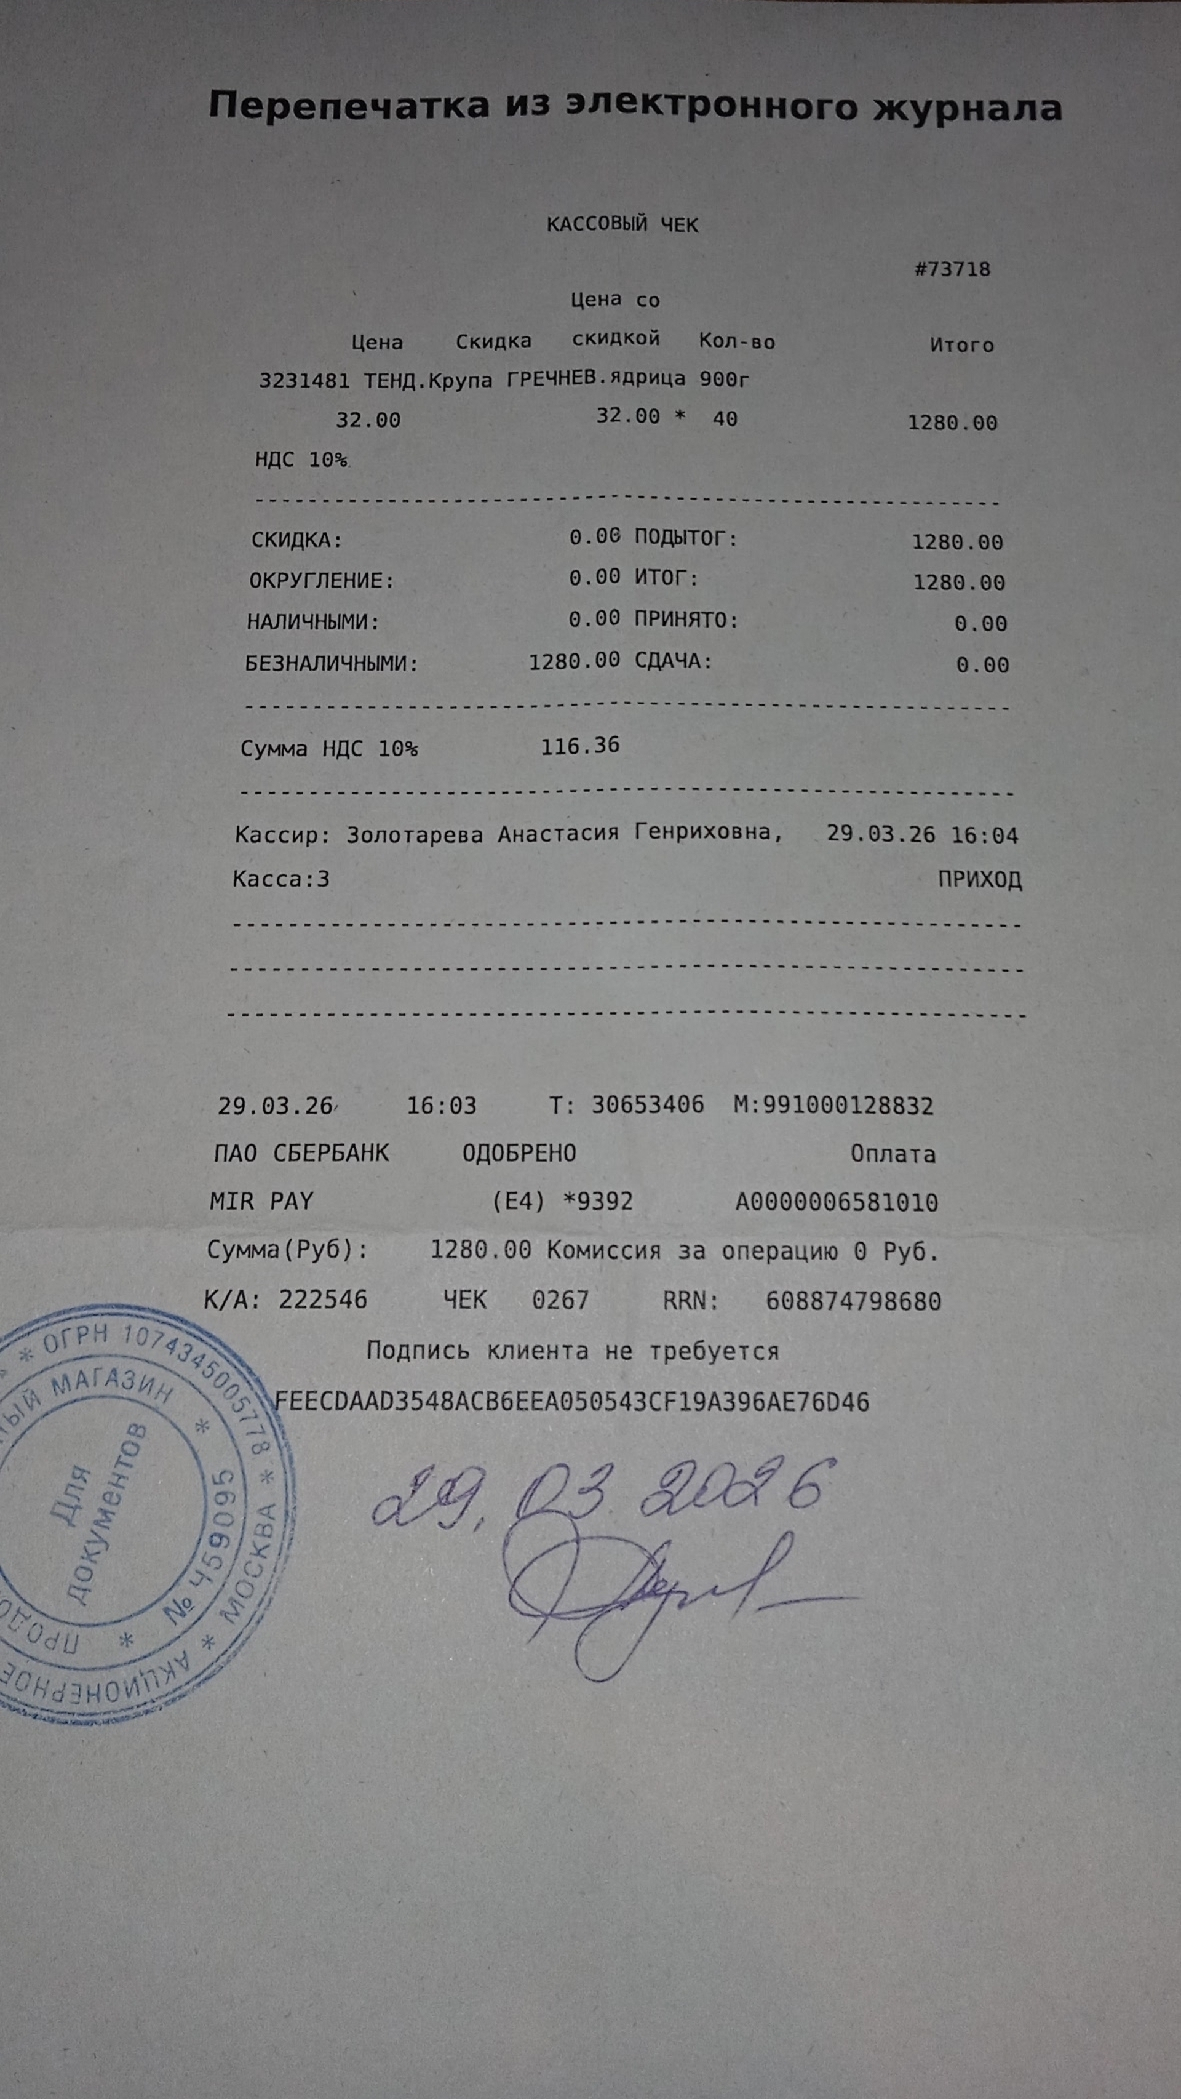 Перепечатка из электронного журнала
КАССОВЫЙ ЧЕК
#73718
Цена со
Цена Скидка скидкой Кол-во Итого
3231481 ТЕНД.Крупа ГРЕЧНЕВ.ядрица 900г
32.00 32.00 * 40 1280.00
НДС 10%
СКИДКА: 0.00 ПОДЫТОГ: 1280.00
ОКРУГЛЕНИЕ: 0.00 ИТОГ: 1280.00
НАЛИЧНЫМИ: 0.00 ПРИНЯТО: 0.00
БЕЗНАЛИЧНЫМИ: 1280.00 СДАЧА: 0.00
Сумма НДС 10% 116.36
Кассир: Золотарева Анастасия Генриховна, 29.03.26 16:04
Касса:3 ПРИХОД
29.03.26 16:03 Т: 30653406 М:991000128832
ПАО СБЕРБАНК ОДОБРЕНО Оплата
MIR PAY (E4) *9392 A0000006581010
Сумма(Руб): 1280.00 Комиссия за операцию 0 Руб.
К/А: 222546 ЧЕК 0267 RRN: 608874798680
Подпись клиента не требуется
FEECDAAD3548ACB6EEEA050543CF19A396AE76D46
29.03.2026
* ОГРН 1074345005778 * МОСКВА * АКЦИОНЕРНОЕ
МАГАЗИН * № 459095 *
Для
документов